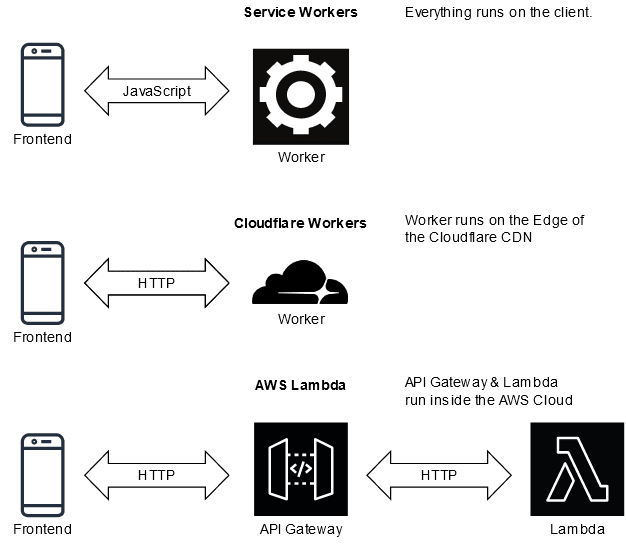 Service Workers
Everything runs on the client.
JavaScript
Frontend
Worker
Cloudflare Workers
Worker runs on the Edge of
the Cloudflare CDN
HTTP
Worker
Frontend
AWS Lambda
API Gateway & Lambda
run inside the AWS Cloud
HTTP
</>
HTTP
Frontend
API Gateway
Lambda